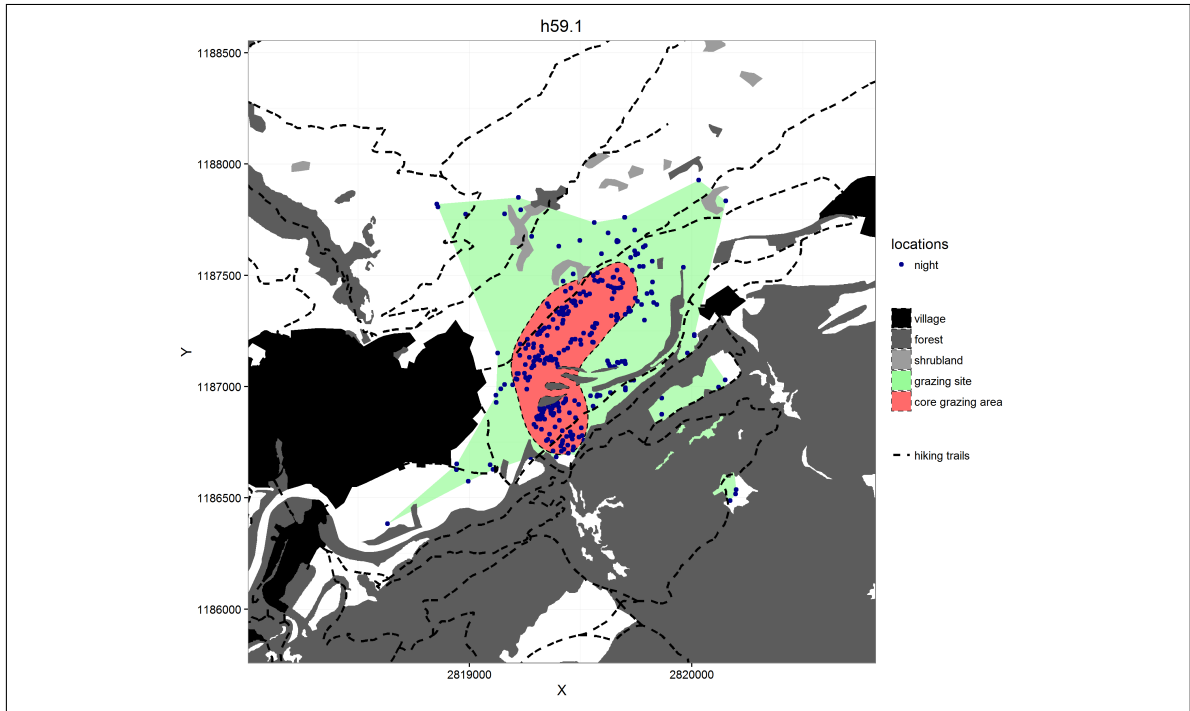 h59.1
1188500
1188000
1187500
1187000
1186500
1186000
Y
2819000
2820000
X
locations
night
village
forest
shrubland
grazing site
core grazing area
hiking trails